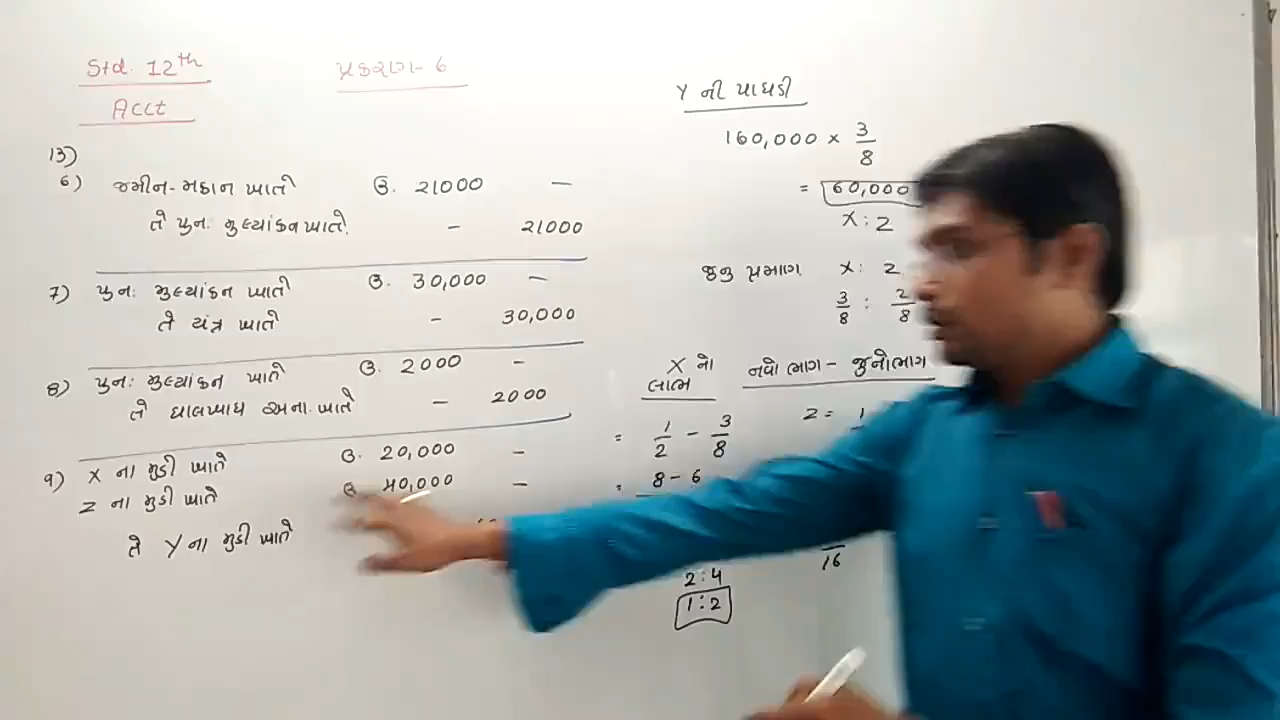 Std. 12th
Acct
પ્રકરણ - 6
13)
6) જમીન-મકાન ખાતે ઉ. 21000 –
તે પુનઃ મુલ્યાંકન ખાતે. – 21000
7) પુનઃ મુલ્યાંકન ખાતે ઉ. 30,000 –
તે યંત્ર ખાતે – 30,000
8) પુનઃ મુલ્યાંકન ખાતે ઉ. 2000 –
તે ઘાલખાધ અના. ખાતે – 2000
9) X ના મુડી ખાતે ઉ. 20,000 –
Z ના મુડી ખાતે ઉ. 40,000 –
તે Y ના મુડી ખાતે
Y ની પાઘડી
160,000 × 3/8
= 60,000
X : Z
જુનુ પ્રમાણ X : Z
3/8 : 2/8
X નો લાભ
નવો ભાગ - જુનોભાગ
= 1/2 - 3/8
= 8 - 6
Z =
16
2:4
1:2